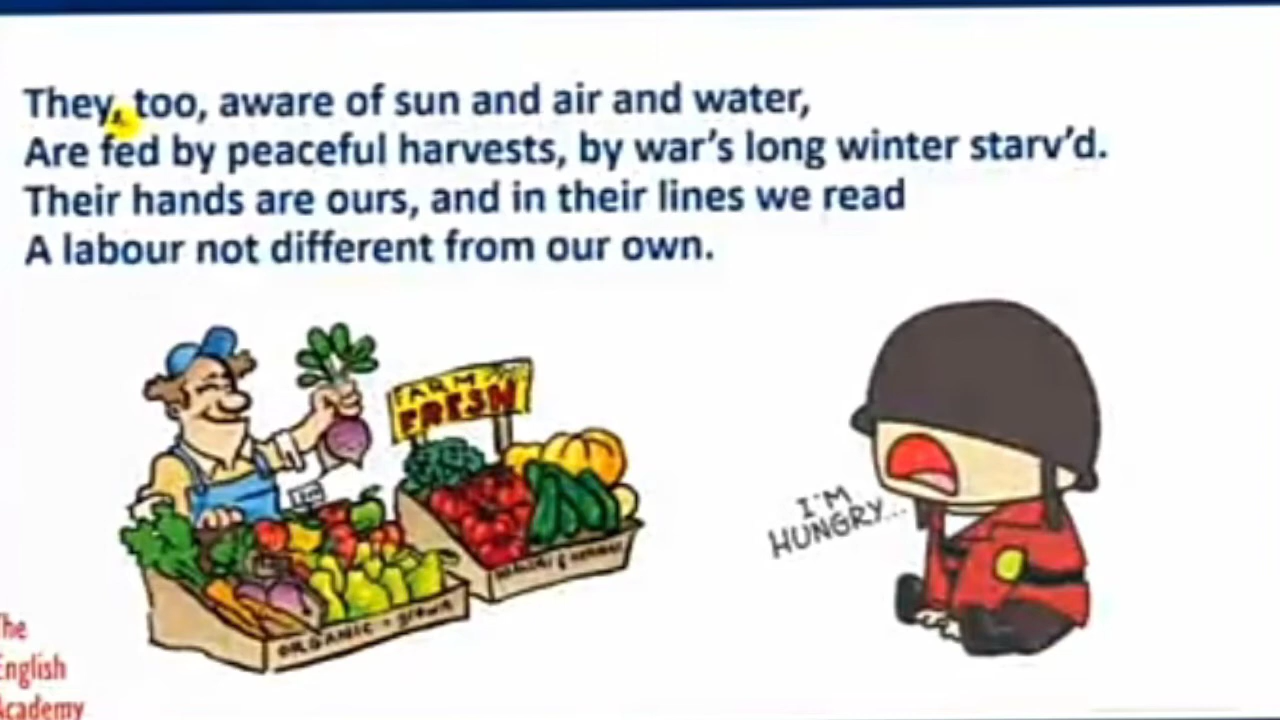 They, too, aware of sun and air and water,
Are fed by peaceful harvests, by war's long winter starv'd.
Their hands are ours, and in their lines we read
A labour not different from our own.
FARM
FRESH
I'M
HUNGRY...
ORGANIC
The
English
Academy